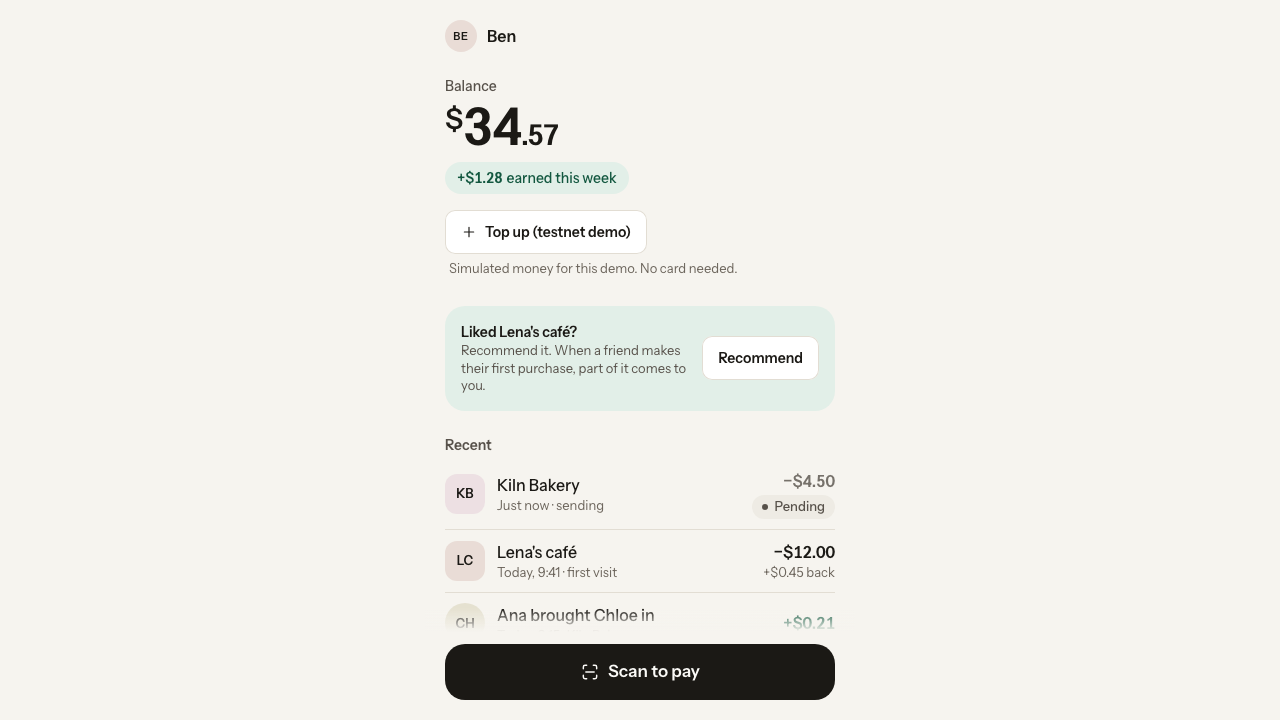 BE Ben
Balance
$34.57
+$1.28 earned this week
+ Top up (testnet demo)
Simulated money for this demo. No card needed.
Liked Lena's café?
Recommend it. When a friend makes
their first purchase, part of it comes to
you.
Recommend
Recent
KB Kiln Bakery −$4.50
Just now · sending Pending
LC Lena's café −$12.00
Today, 9:41 · first visit +$0.45 back
CH Ana brought Chloe in +$0.21
Scan to pay